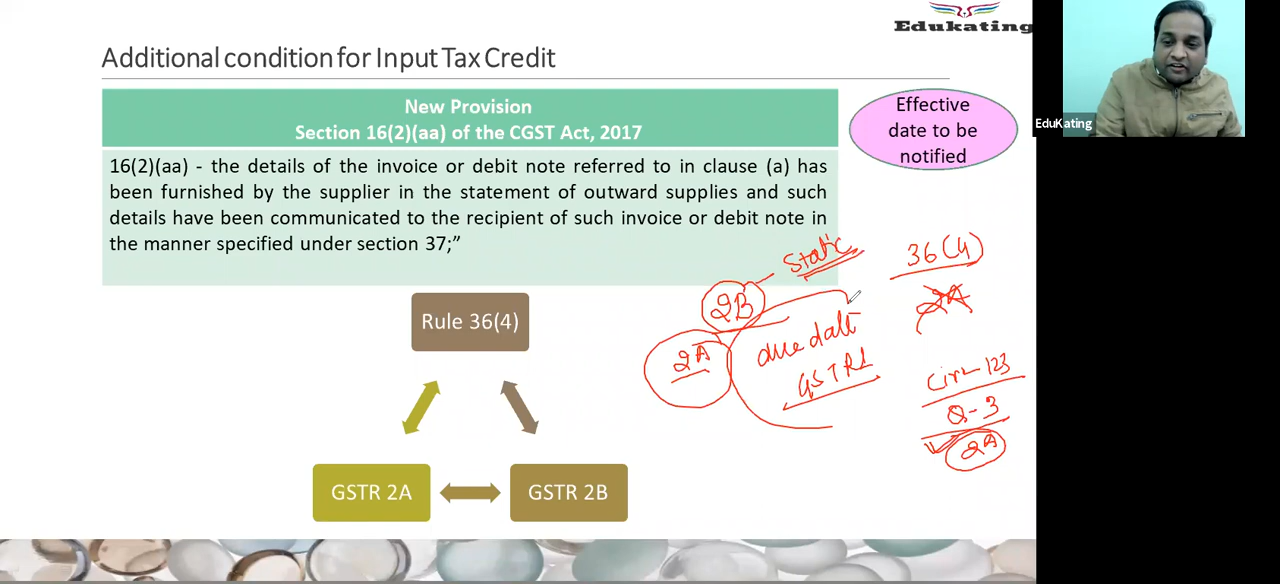 Edukating
Additional condition for Input Tax Credit
New Provision
Section 16(2)(aa) of the CGST Act, 2017
Effective
date to be
notified
EduKating
16(2)(aa) - the details of the invoice or debit note referred to in clause (a) has
been furnished by the supplier in the statement of outward supplies and such
details have been communicated to the recipient of such invoice or debit note in
the manner specified under section 37;”
Static
36(4)
2B
2A
2A
due date
GSTR1
Cir-123
Q-3
2A
Rule 36(4)
GSTR 2A
GSTR 2B